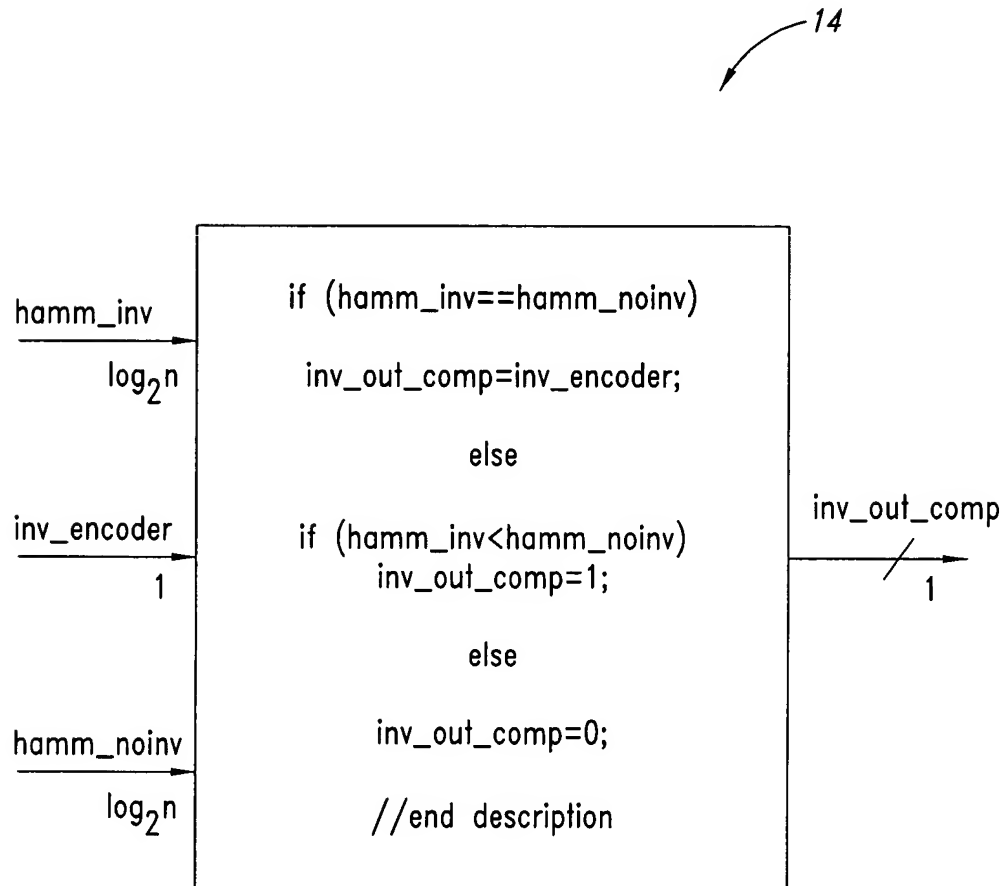 14
hamm_inv
log2n
inv_encoder
1
hamm_noinv
log2n
if (hamm_inv==hamm_noinv)
inv_out_comp=inv_encoder;
else
if (hamm_inv<hamm_noinv)
inv_out_comp=1;
else
inv_out_comp=0;
//end description
inv_out_comp
1